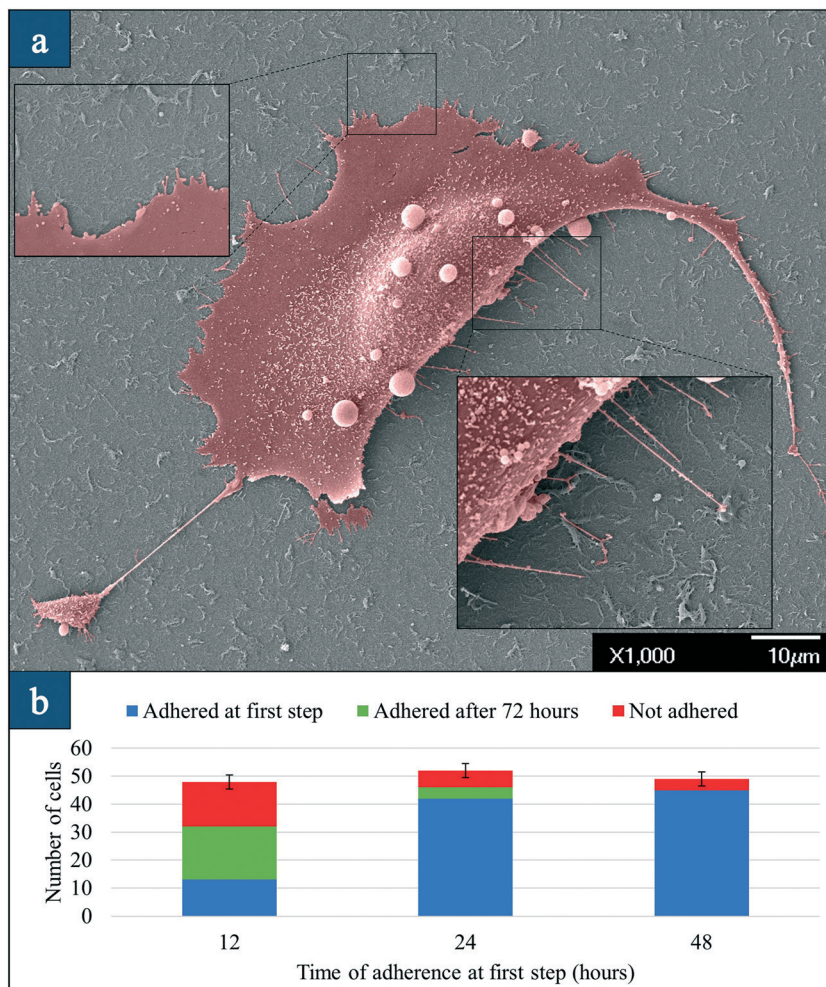 a
X1,000
10μm
b
Adhered at first step
Adhered after 72 hours
Not adhered
Number of cells
60
50
40
30
20
10
0
12
24
48
Time of adherence at first step (hours)